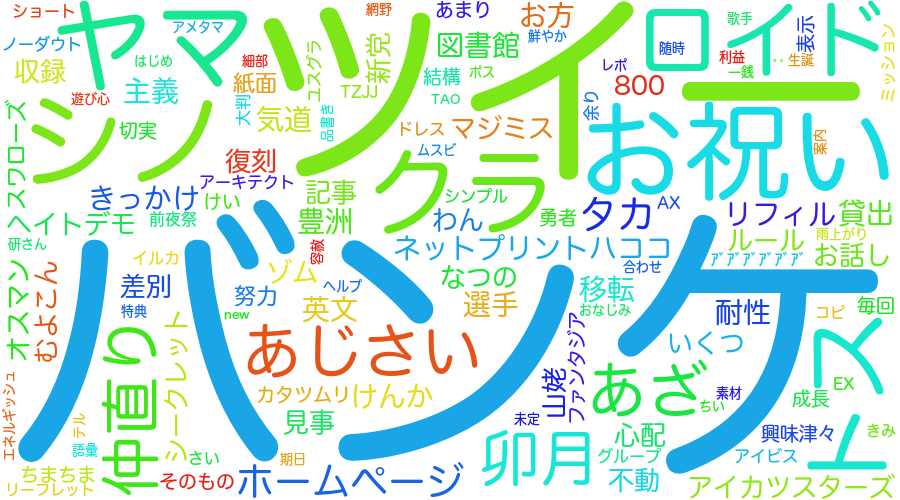 ショート
アメタマ
網野
あまり
お方
歌手
ヤマ
ツイ
ロイド
表示
ミッション
ノーダウト
はじめ
細部
ユスグラ
新党
図書館
鮮やか
随時
利益
一銭
生誕
収録
紙面
TZJJ
結構
ボス
レポ
800
遊び心
主義
大判
品書き
TAO
余り
お祝い
案内
シノ
切実
気道
ドレス
マジミス
スワローズ
復刻
クラ
ムスビ
アーキテクト
きっかけ
けい
記事
シンプル
タカ
AX
リフィル
貸出
ヘイトデモ
前夜祭
豊洲
わん
勇者
ルール
雨上がり
研さん
イルカ
容赦
ネットプリントハココ
ｱﾞｱﾞｱﾞｱﾞｱﾞｱﾞ
お話し
オスマン
むよこん
差別
ゾム
ヘルプ
なつの
合わせ
移転
バンケ
特典
努力
new
英文
選手
おなじみ
耐性
コピ
毎回
スト
仲直り
シークレット
あじさい
ファンタジア
山姥
いくつ
エネルギッシュ
テル
カタツムリ
けんか
あざ
素材
ちい
EX
成長
語彙
見事
未定
卯月
心配
興味津々
きみ
さい
期日
グループ
アイビス
ちまちま
リーフレット
そのもの
ホームページ
不動
アイカツスターズ